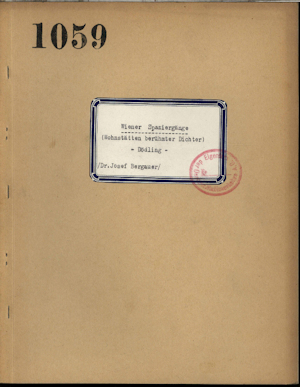 1059
Wiener Spaziergänge
(Wohnstätten berühmter Dichter)
- Döbling -
/Dr.Josef Bergauer/